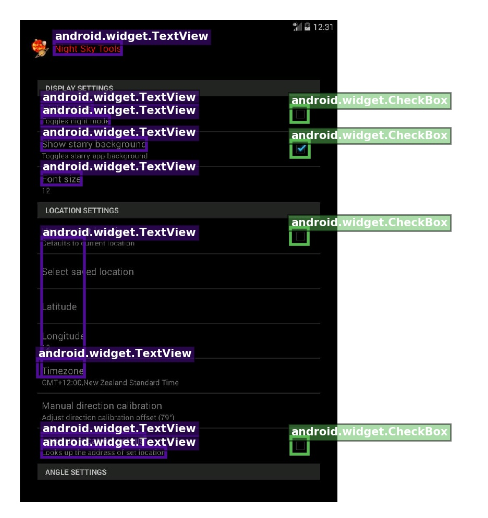 12:31
android.widget.TextView
Night Sky Tools
DISPLAY SETTINGS
android.widget.TextView
android.widget.CheckBox
android.widget.TextView
Toggles night mode
android.widget.TextView
android.widget.CheckBox
Show starry background
Toggles starry app background
android.widget.TextView
Font size
12
LOCATION SETTINGS
android.widget.CheckBox
android.widget.TextView
Defaults to current location
Select saved location
Latitude
Longitude
android.widget.TextView
Timezone
GMT+12:00,New Zealand Standard Time
Manual direction calibration
Adjust direction calibration offset (79°)
android.widget.TextView
android.widget.CheckBox
android.widget.TextView
Looks up the address of set location
ANGLE SETTINGS